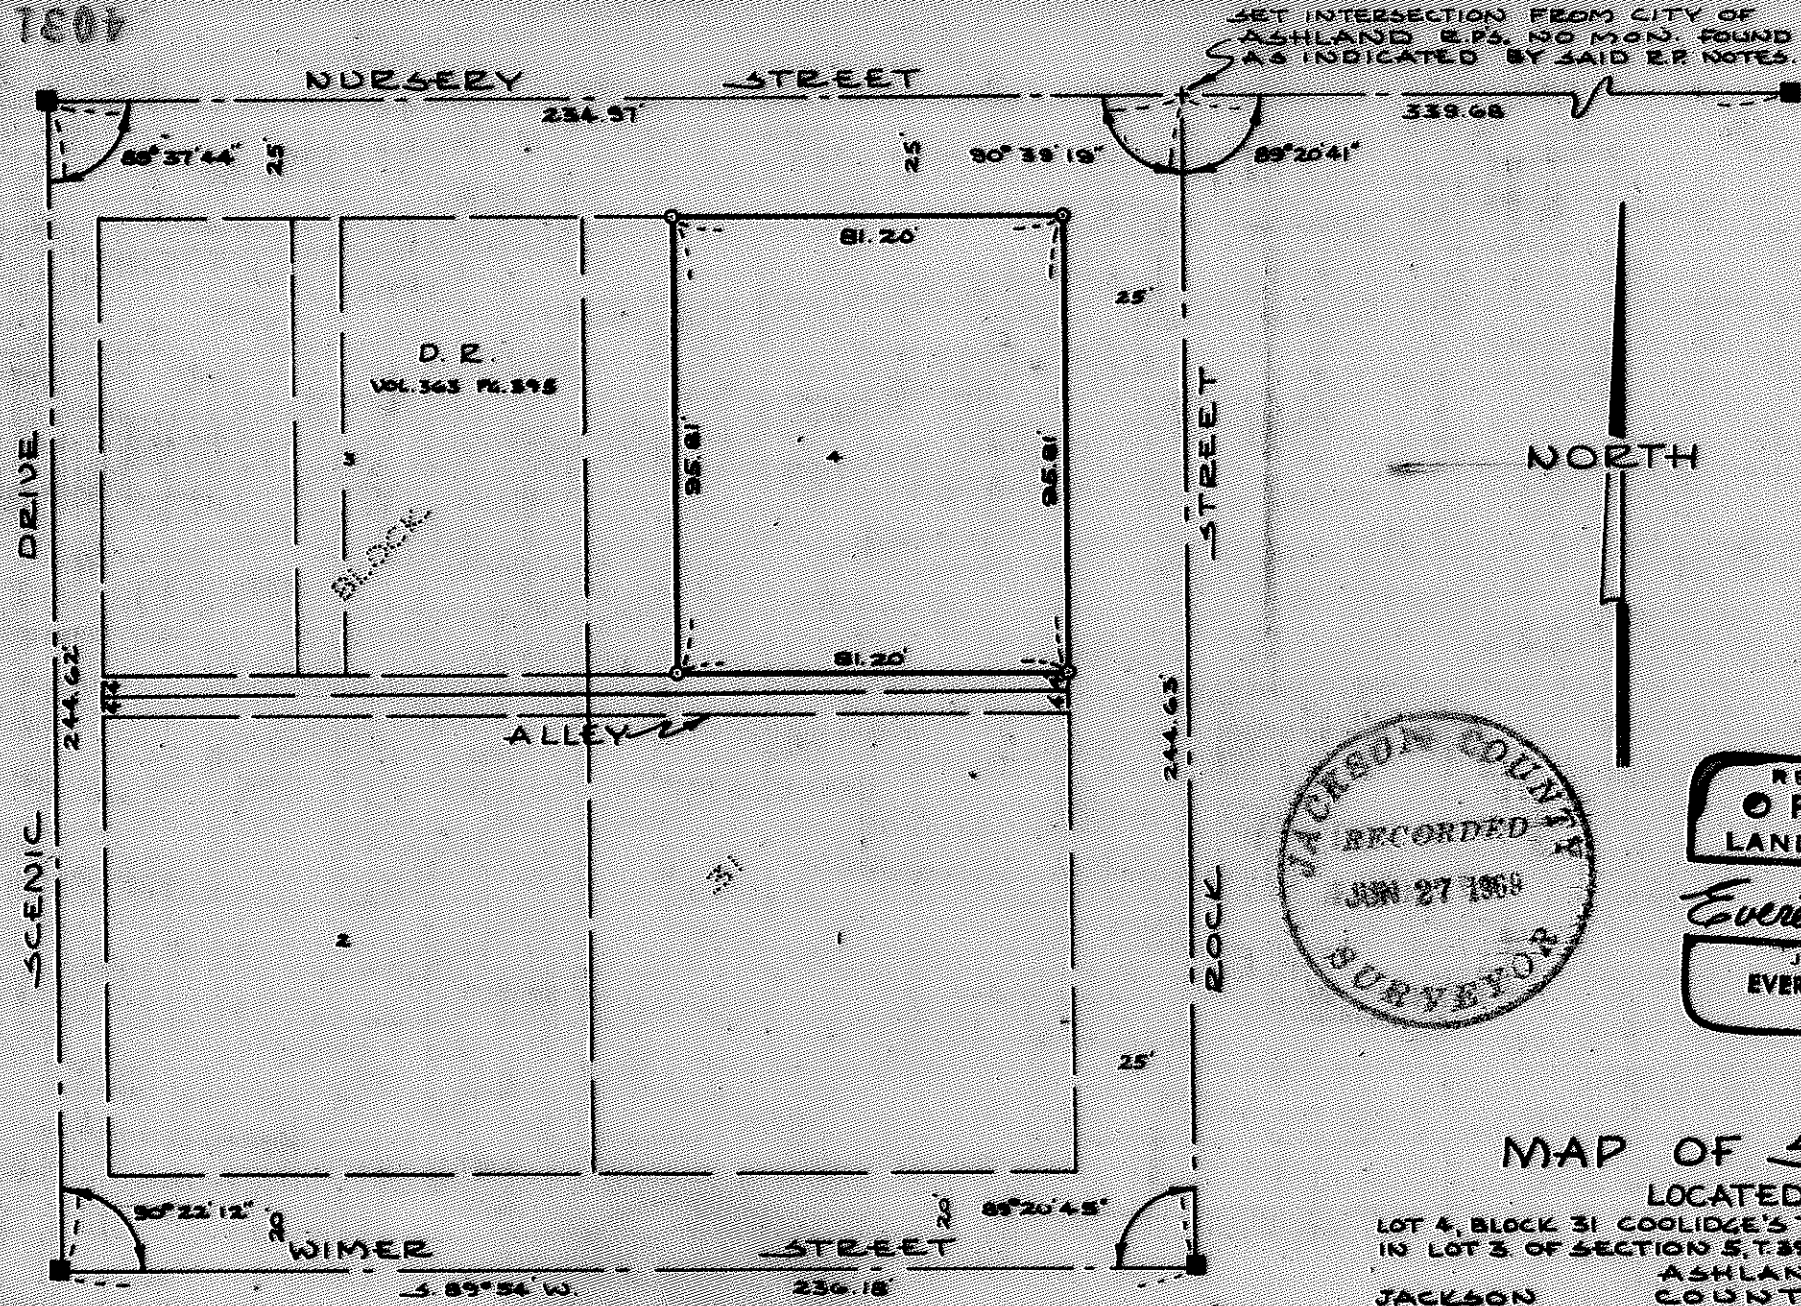 4031
SET INTERSECTION FROM CITY OF
ASHLAND R.P.S. NO MON. FOUND
AS INDICATED BY SAID R.P. NOTES.
NURSERY STREET
234.97'
339.68
37'44"
25'
25'
90° 39' 19"
89°20'41"
81.20'
25'
D. R.
VOL. 363 PG. 395
3
4
95.81'
95.81'
STREET
NORTH
DRIVE
BLOCK
81.20'
244.62'
ALLEY
244.63'
JACKSON COUNTY
RECORDED
JUN 27 1969
SURVEYOR
LAN
EVER
SCENIC
31
2
1
ROCK
25'
MAP OF
LOCATED
LOT 4, BLOCK 31 COOLIDGE'S
IN LOT 3 OF SECTION 5, T.39
ASHLAN
JACKSON COUNT
90°22'12"
20'
20'
89°20'45"
WIMER STREET
S. 89°54' W. 236.18'